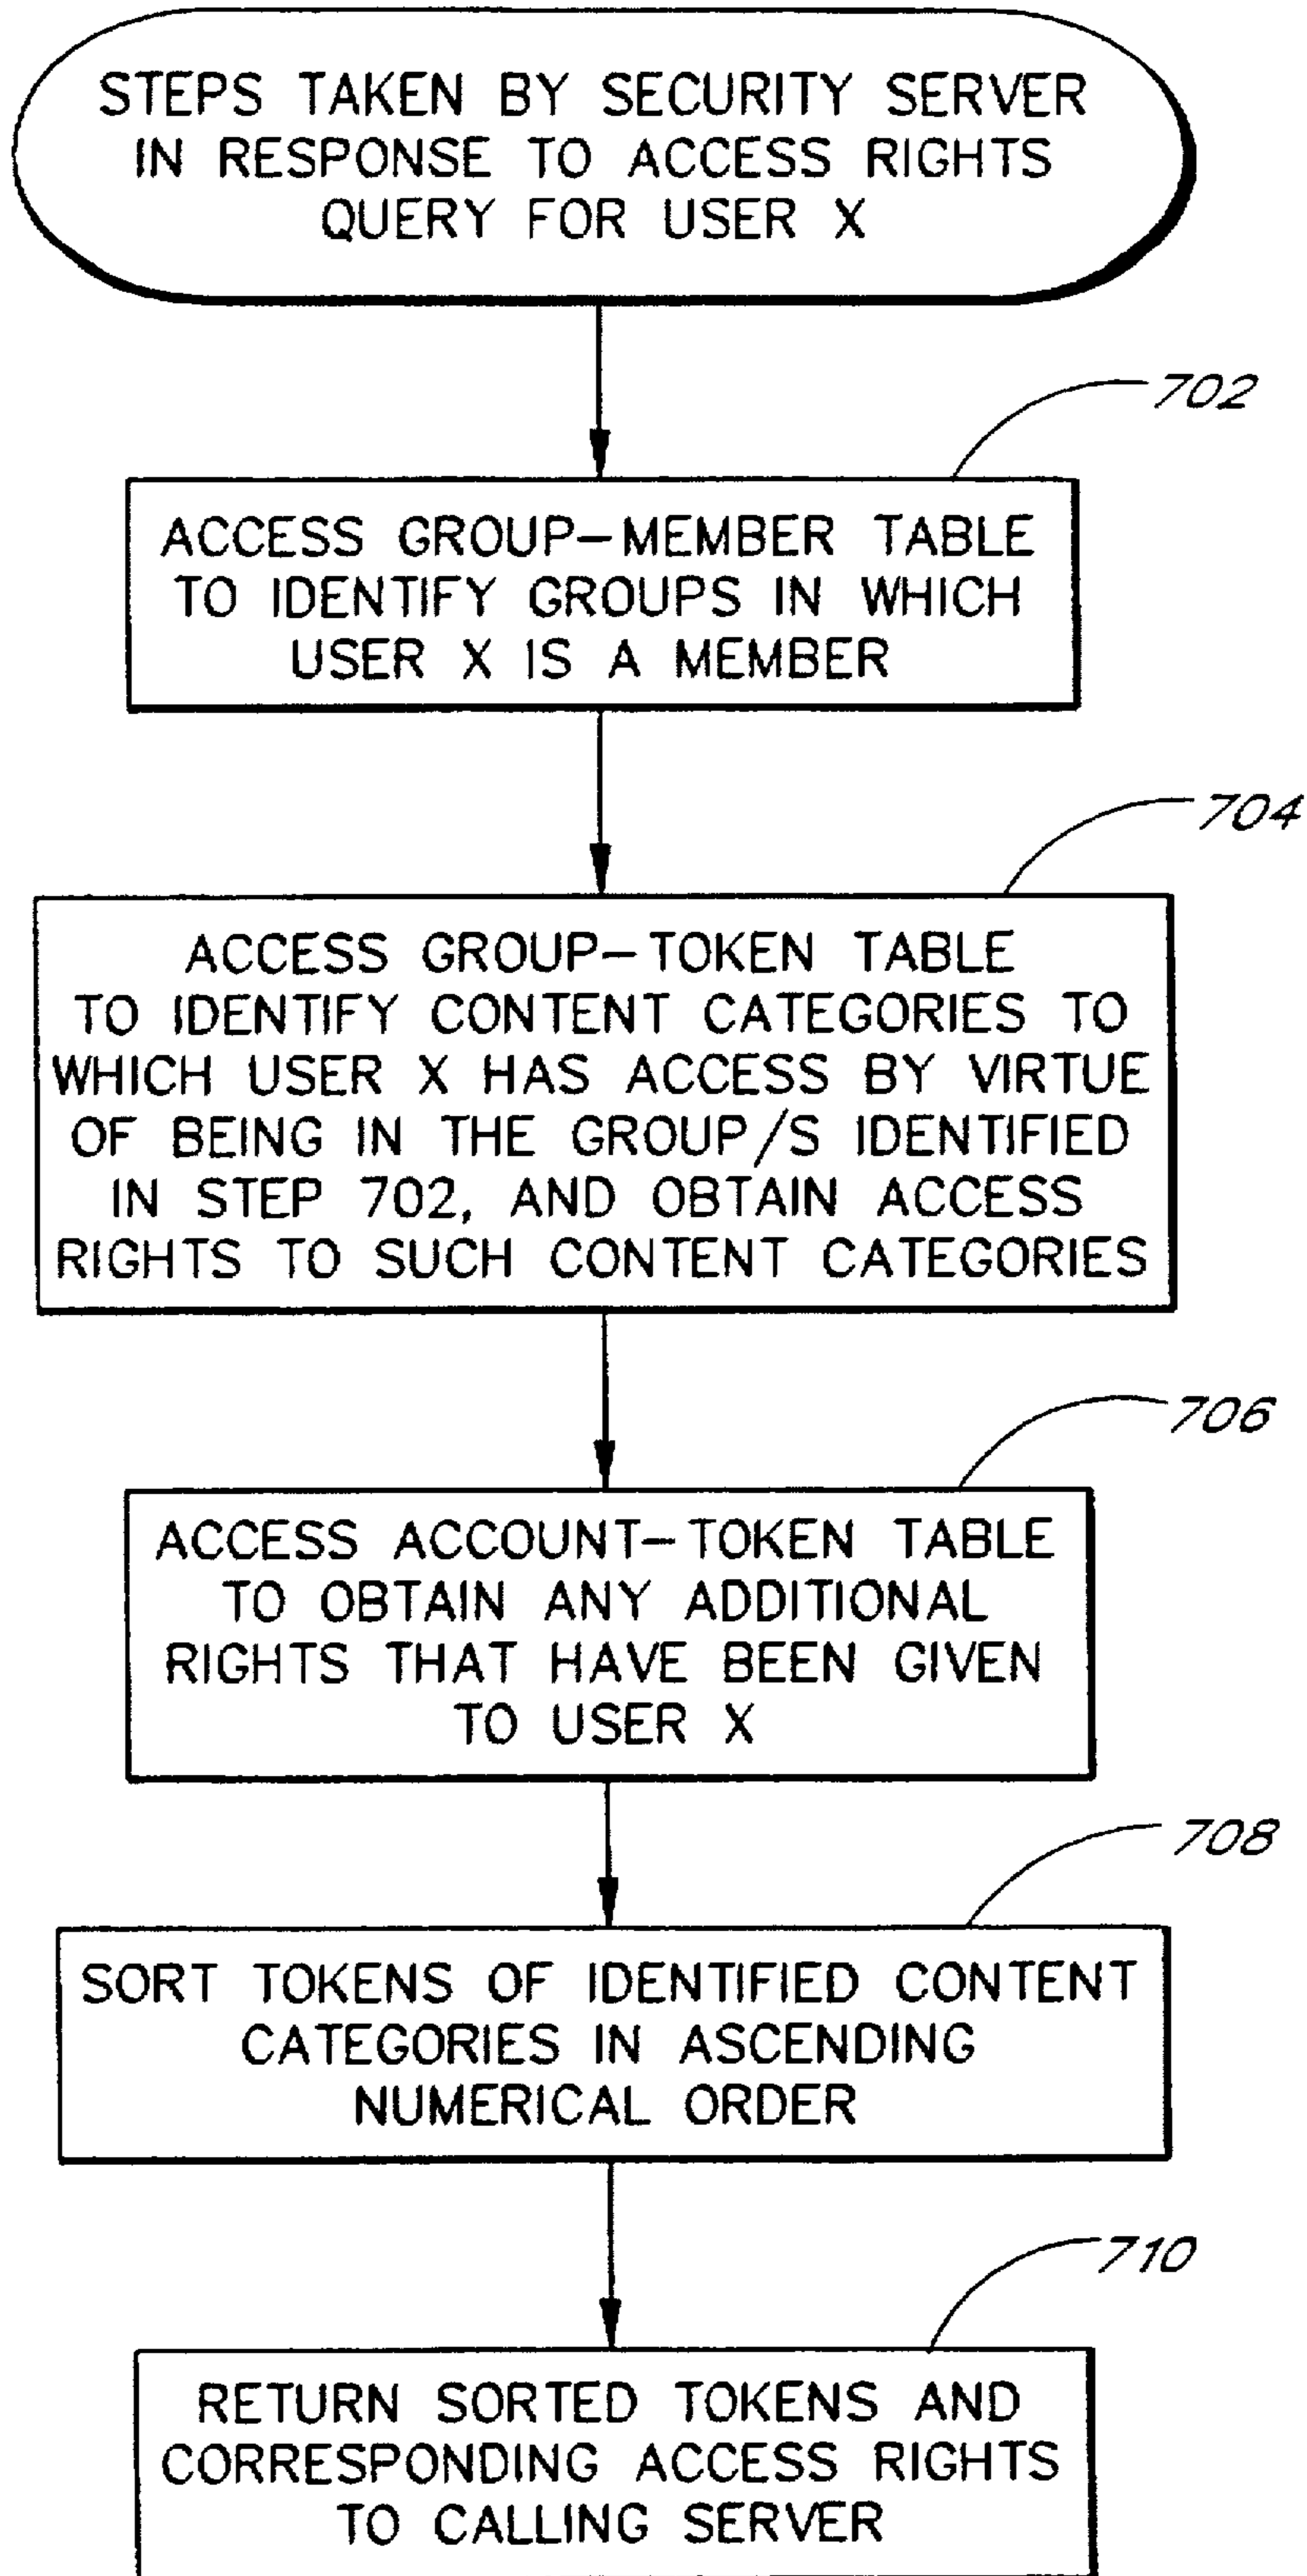 STEPS TAKEN BY SECURITY SERVER
IN RESPONSE TO ACCESS RIGHTS
QUERY FOR USER X
702
ACCESS GROUP-MEMBER TABLE
TO IDENTIFY GROUPS IN WHICH
USER X IS A MEMBER
704
ACCESS GROUP-TOKEN TABLE
TO IDENTIFY CONTENT CATEGORIES TO
WHICH USER X HAS ACCESS BY VIRTUE
OF BEING IN THE GROUP/S IDENTIFIED
IN STEP 702, AND OBTAIN ACCESS
RIGHTS TO SUCH CONTENT CATEGORIES
706
ACCESS ACCOUNT-TOKEN TABLE
TO OBTAIN ANY ADDITIONAL
RIGHTS THAT HAVE BEEN GIVEN
TO USER X
708
SORT TOKENS OF IDENTIFIED CONTENT
CATEGORIES IN ASCENDING
NUMERICAL ORDER
710
RETURN SORTED TOKENS AND
CORRESPONDING ACCESS RIGHTS
TO CALLING SERVER